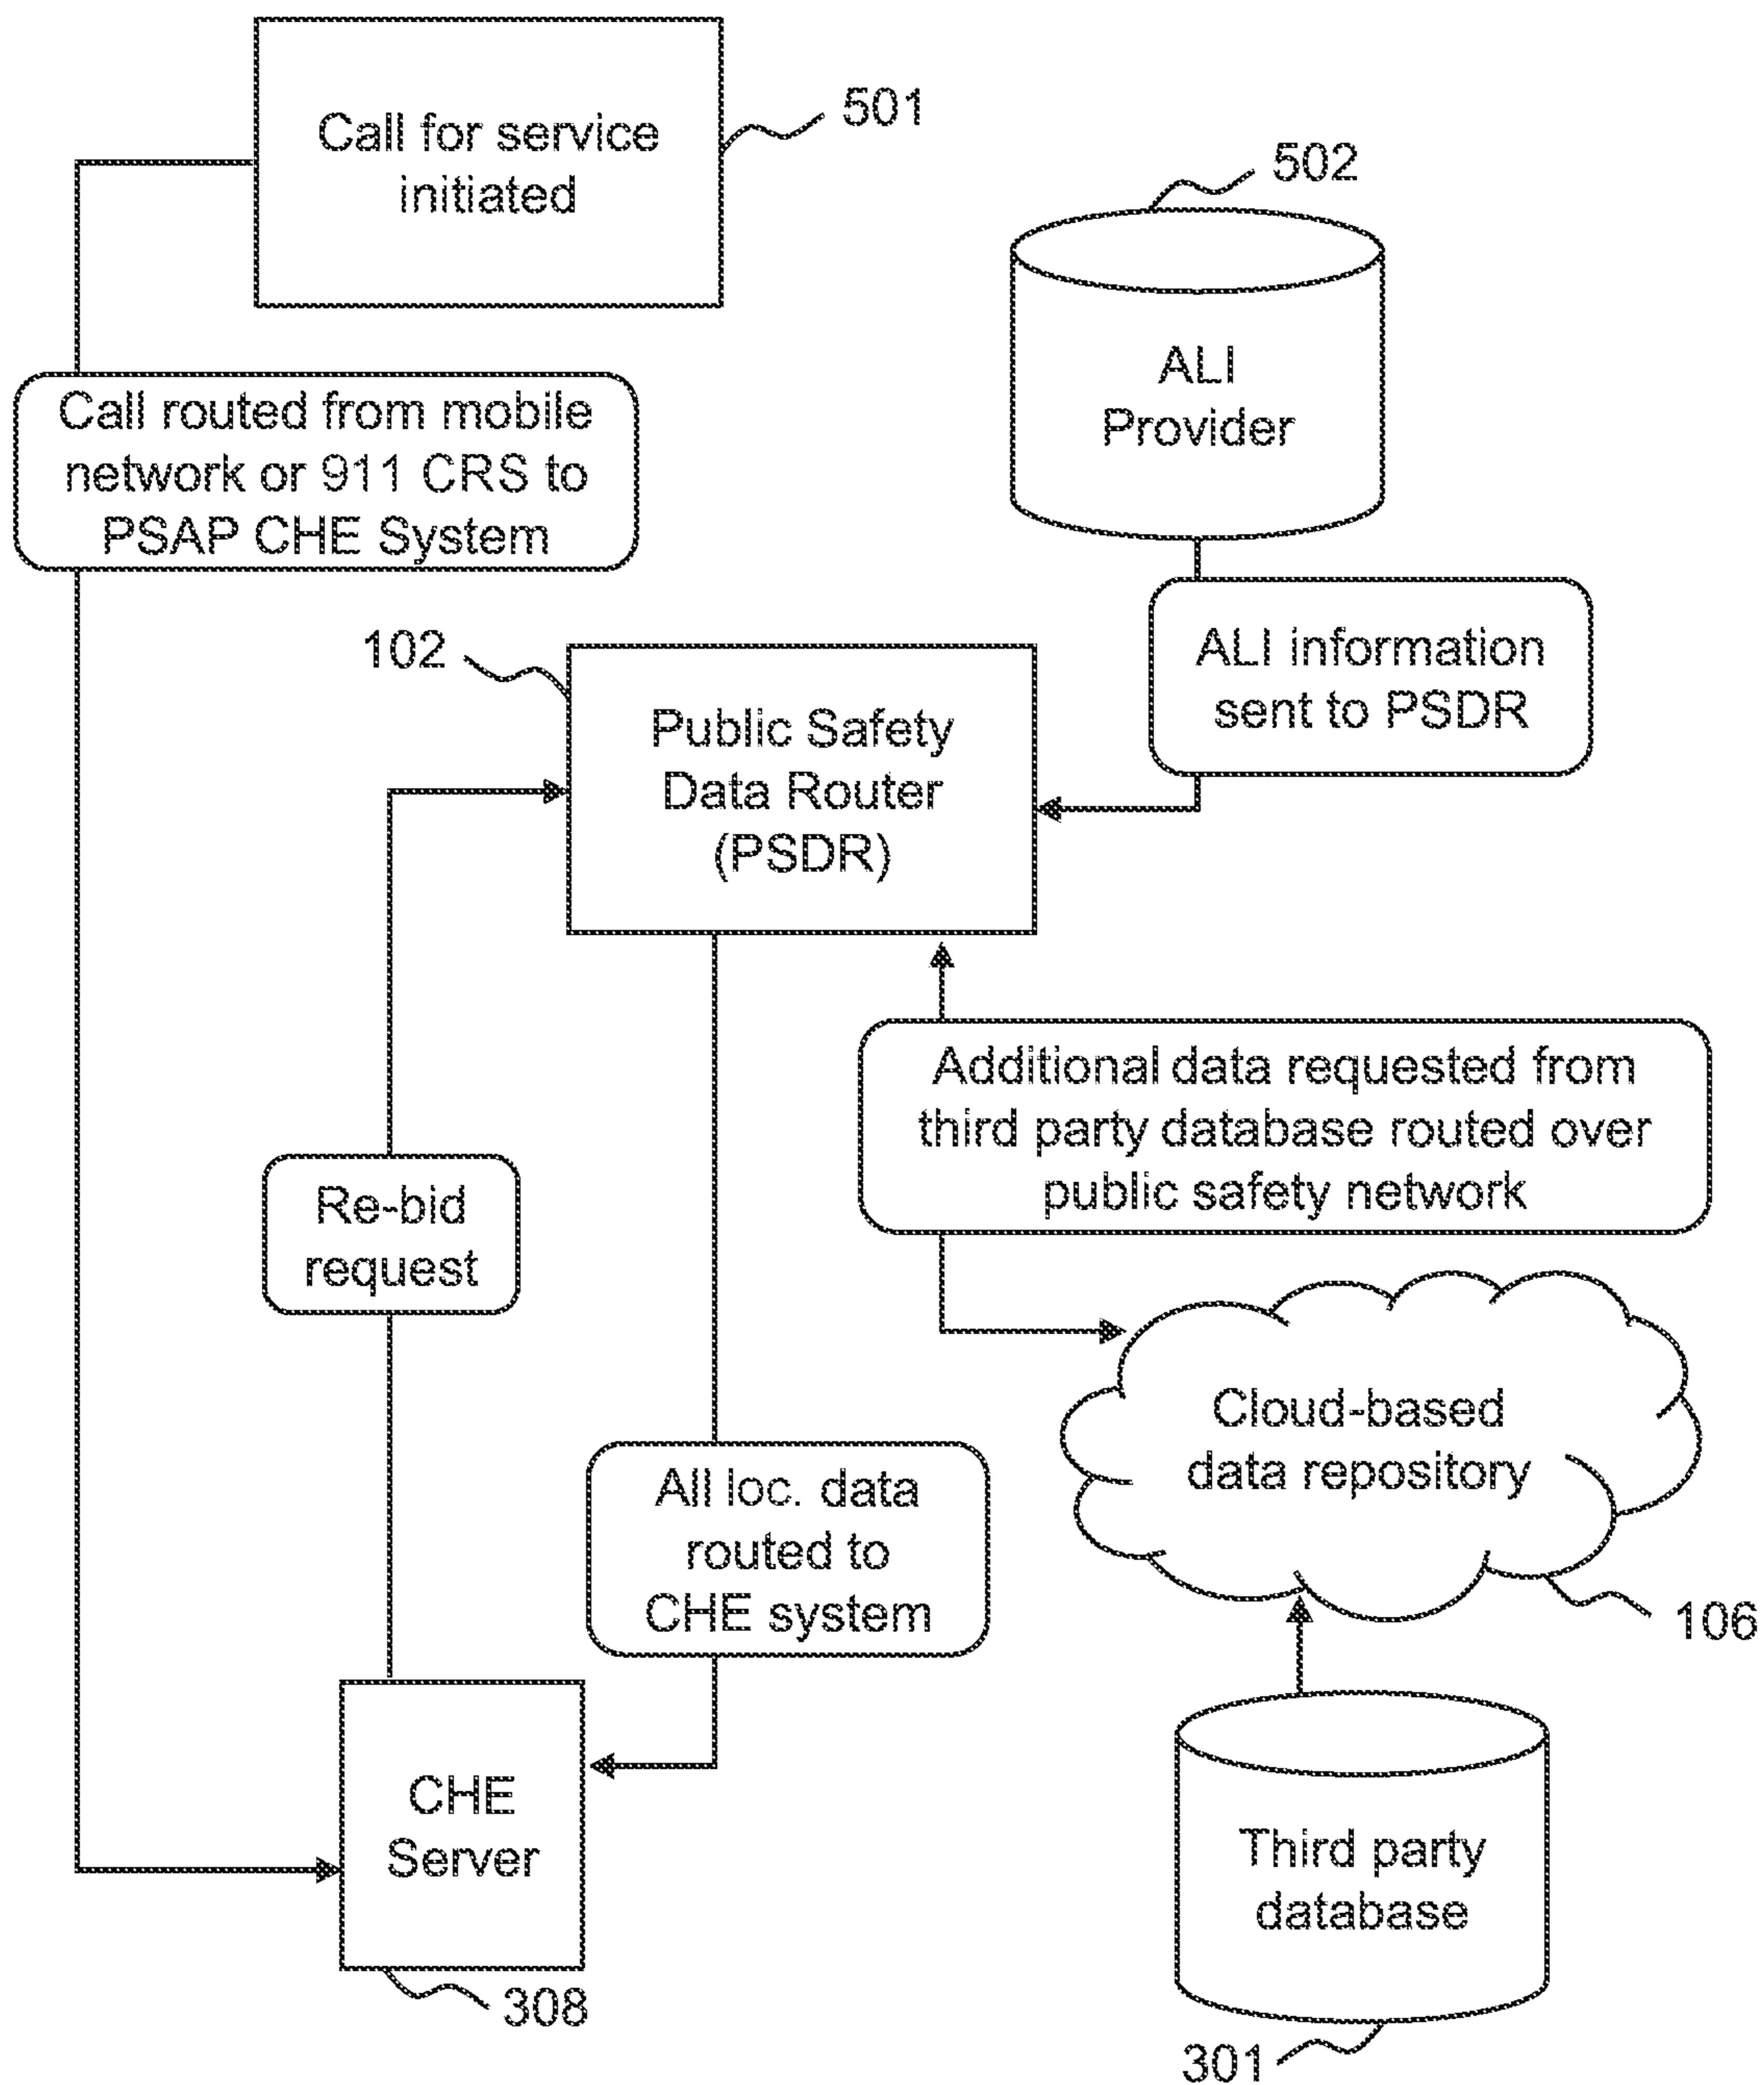 Call for service
initiated
501
502
ALI
Provider
Call routed from mobile
network or 911 CRS to
PSAP CHE System
ALI information
sent to PSDR
102
Public Safety
Data Router
(PSDR)
Additional data requested from
third party database routed over
public safety network
Re-bid
request
Cloud-based
data repository
106
All loc. data
routed to
CHE system
CHE
Server
308
Third party
database
301